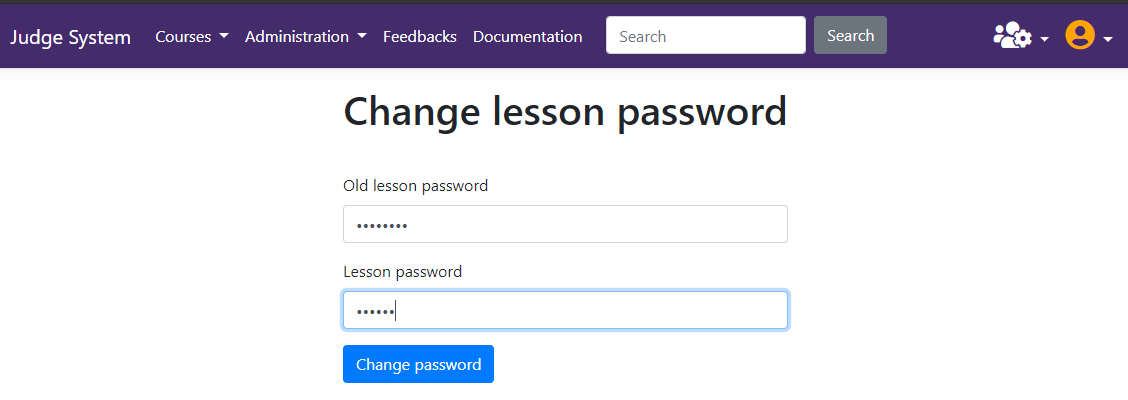 Judge System Courses Administration Feedbacks Documentation Search Search
Change lesson password
Old lesson password
••••••••
Lesson password
••••••
Change password